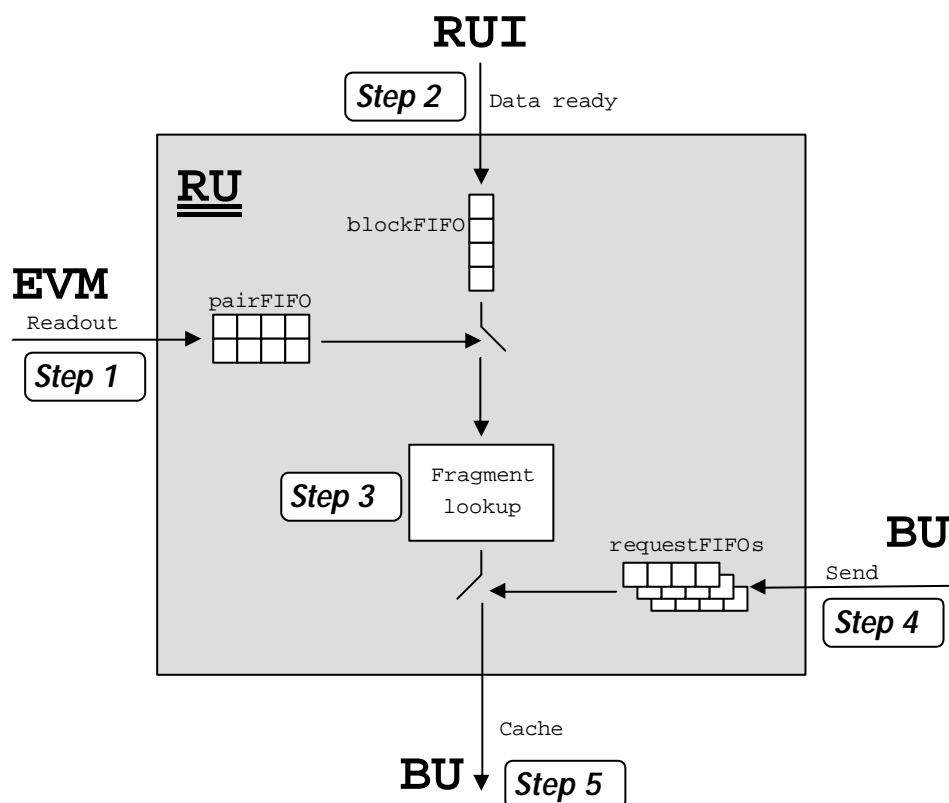 RUI
Step 2
Data ready
RU
blockFIFO
EVM
pairFIFO
Readout
Step 1
Fragment
lookup
Step 3
BU
requestFIFOs
Send
Step 4
Cache
BU
Step 5